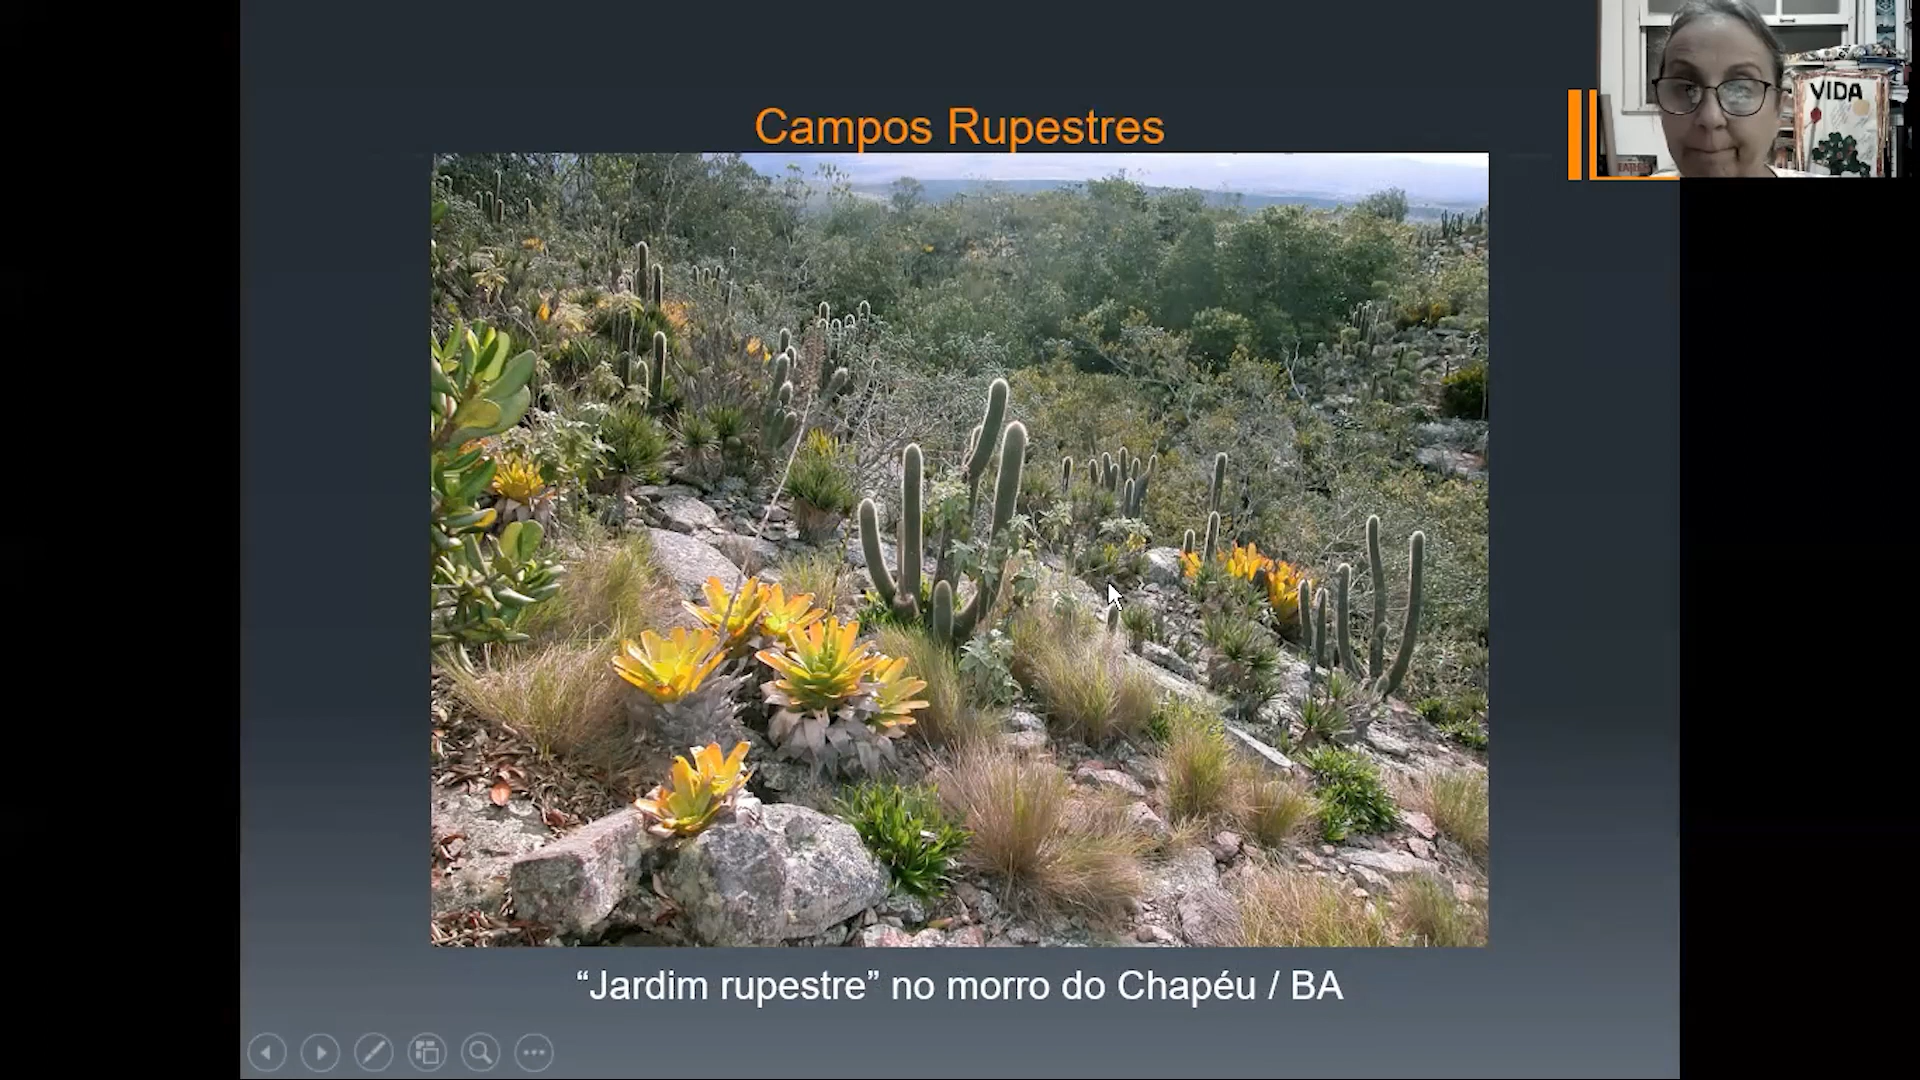 Campos Rupestres
VIDA
“Jardim rupestre” no morro do Chapéu / BA